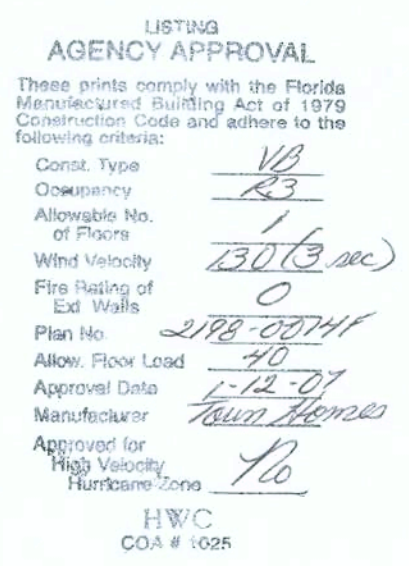 LISTING
AGENCY APPROVAL
These prints comply with the Florida
Manufactured Building Act of 1979
Construction Code and adhere to the
following criteria:
Const. Type VB
Occupancy R3
Allowable No.
of Floors 1
Wind Velocity 130 (3 sec)
Fire Rating of
Ext Walls 0
Plan No. 2198-0014F
Allow. Floor Load 40
Approval Date 1-12-07
Manufacturer Town Homes
Approved for
High Velocity
Hurricane Zone No
HWC
COA # 1025